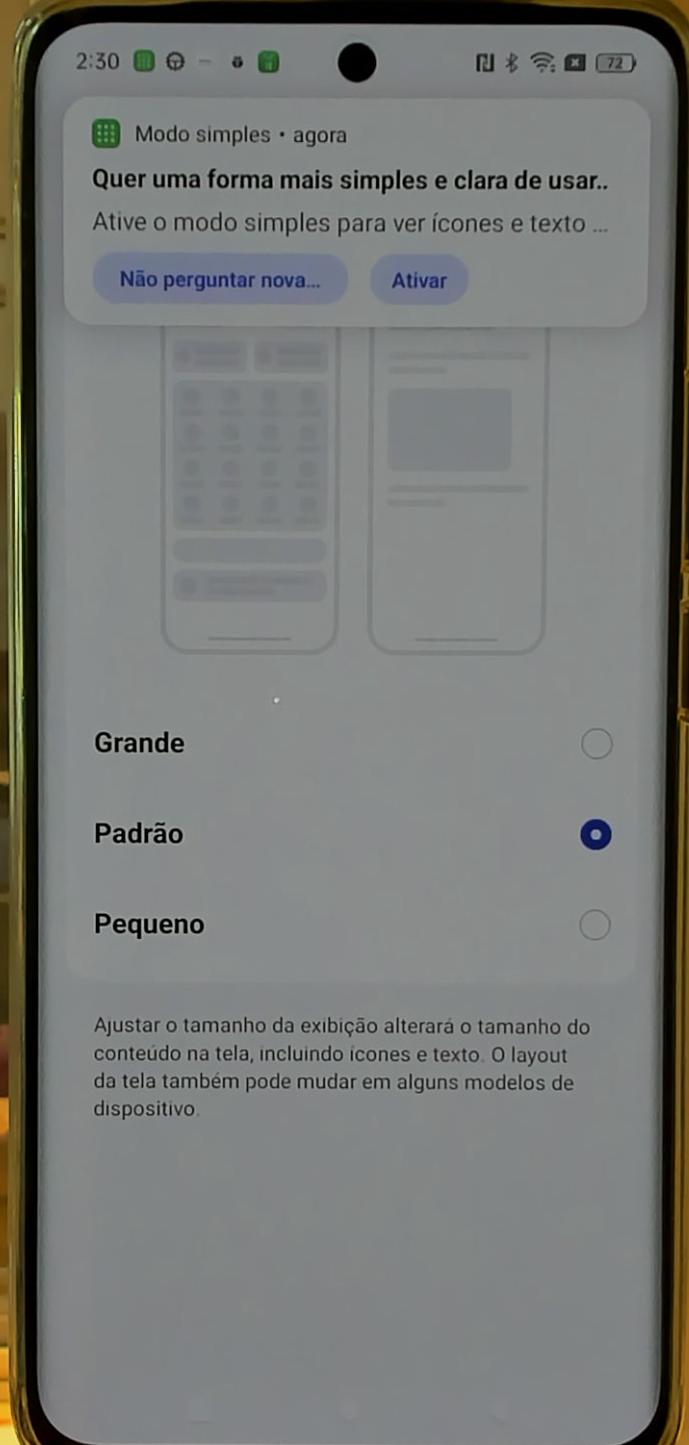 2:30
72
Modo simples • agora
Quer uma forma mais simples e clara de usar..
Ative o modo simples para ver ícones e texto ...
Não perguntar nova...
Ativar
Grande
Padrão
Pequeno
Ajustar o tamanho da exibição alterará o tamanho do
conteúdo na tela, incluindo ícones e texto. O layout
da tela também pode mudar em alguns modelos de
dispositivo.